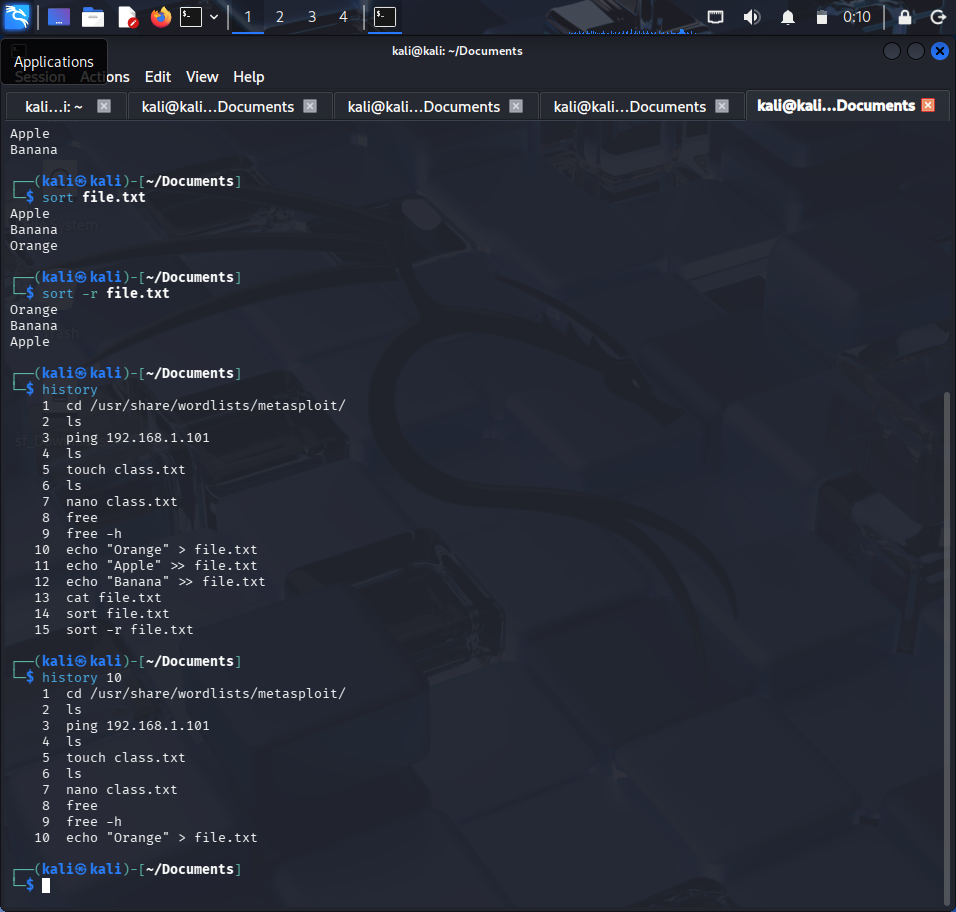 1 2 3 4 0:10
kali@kali: ~/Documents
Applications
Session Actions Edit View Help
kali...i: ~ kali@kali...Documents kali@kali...Documents kali@kali...Documents kali@kali...Documents
Apple
Banana
┌──(kali㉿kali)-[~/Documents]
└─$ sort file.txt
Apple
Banana
Orange
┌──(kali㉿kali)-[~/Documents]
└─$ sort -r file.txt
Orange
Banana
Apple
┌──(kali㉿kali)-[~/Documents]
└─$ history
1 cd /usr/share/wordlists/metasploit/
2 ls
3 ping 192.168.1.101
4 ls
5 touch class.txt
6 ls
7 nano class.txt
8 free
9 free -h
10 echo "Orange" > file.txt
11 echo "Apple" >> file.txt
12 echo "Banana" >> file.txt
13 cat file.txt
14 sort file.txt
15 sort -r file.txt
┌──(kali㉿kali)-[~/Documents]
└─$ history 10
1 cd /usr/share/wordlists/metasploit/
2 ls
3 ping 192.168.1.101
4 ls
5 touch class.txt
6 ls
7 nano class.txt
8 free
9 free -h
10 echo "Orange" > file.txt
┌──(kali㉿kali)-[~/Documents]
└─$